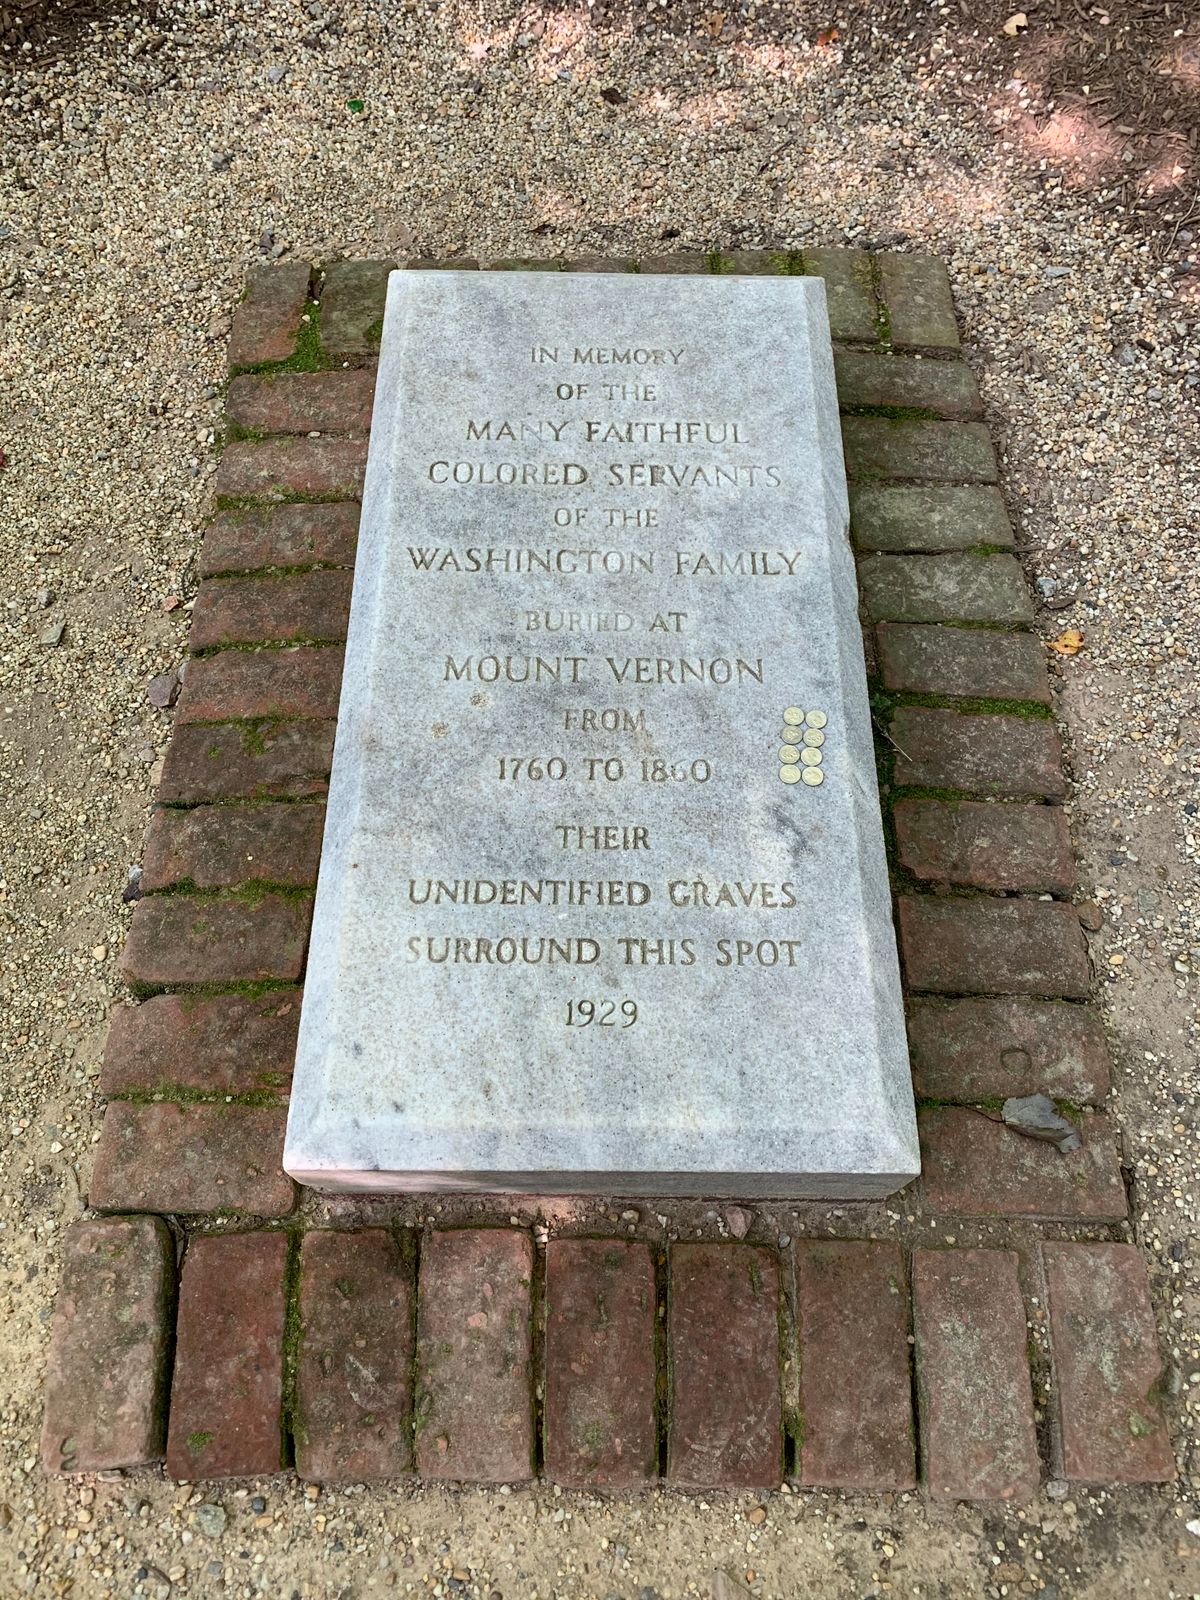 IN MEMORY
OF THE
MANY FAITHFUL
COLORED SERVANTS
OF THE
WASHINGTON FAMILY
BURIED AT
MOUNT VERNON
FROM
1760 TO 1860
THEIR
UNIDENTIFIED GRAVES
SURROUND THIS SPOT
1929